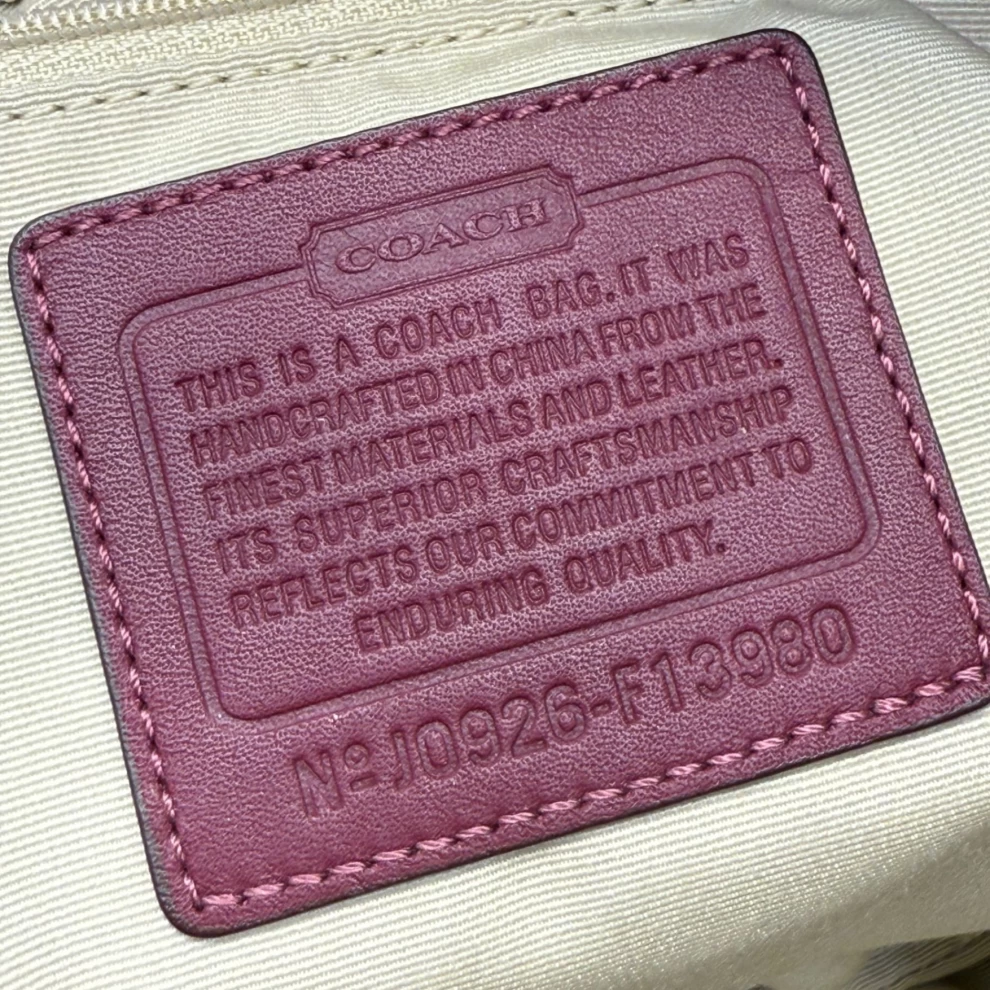 COACH
THIS IS A COACH BAG. IT WAS
HANDCRAFTED IN CHINA FROM THE
FINEST MATERIALS AND LEATHER.
ITS SUPERIOR CRAFTSMANSHIP
REFLECTS OUR COMMITMENT TO
ENDURING QUALITY.
Nº J0926-F13980